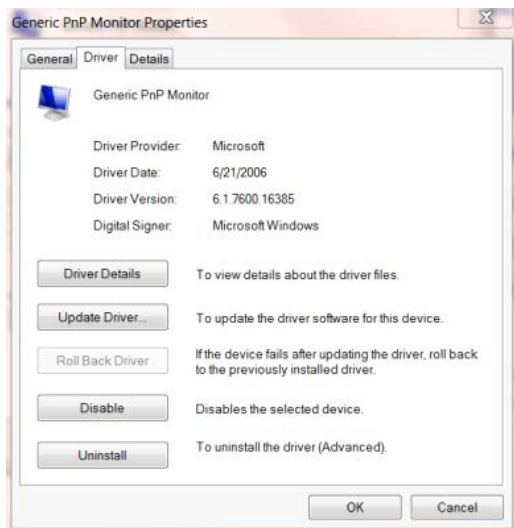 Generic PnP Monitor Properties
General Driver Details
Generic PnP Monitor
Driver Provider: Microsoft
Driver Date: 6/21/2006
Driver Version: 6.1.7600.16385
Digital Signer: Microsoft Windows
Driver Details To view details about the driver files.
Update Driver... To update the driver software for this device.
Roll Back Driver If the device fails after updating the driver, roll back
to the previously installed driver.
Disable Disables the selected device.
Uninstall To uninstall the driver (Advanced).
OK Cancel